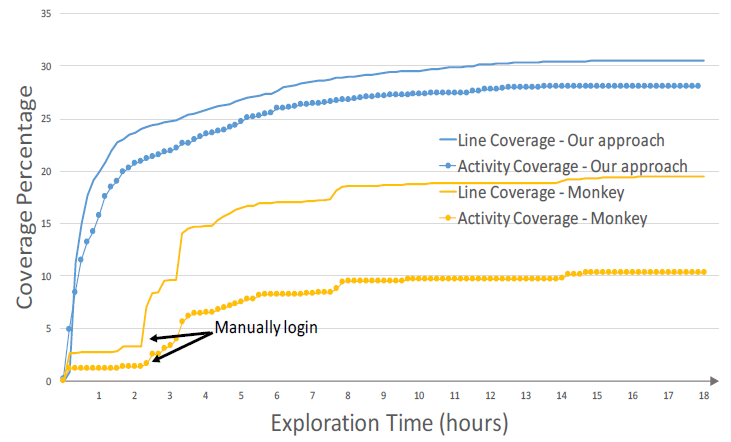 35
30
25
20
15
10
5
0
Coverage Percentage
Line Coverage - Our approach
Activity Coverage - Our approach
Line Coverage - Monkey
Activity Coverage - Monkey
Manually login
1 2 3 4 5 6 7 8 9 10 11 12 13 14 15 16 17 18
Exploration Time (hours)